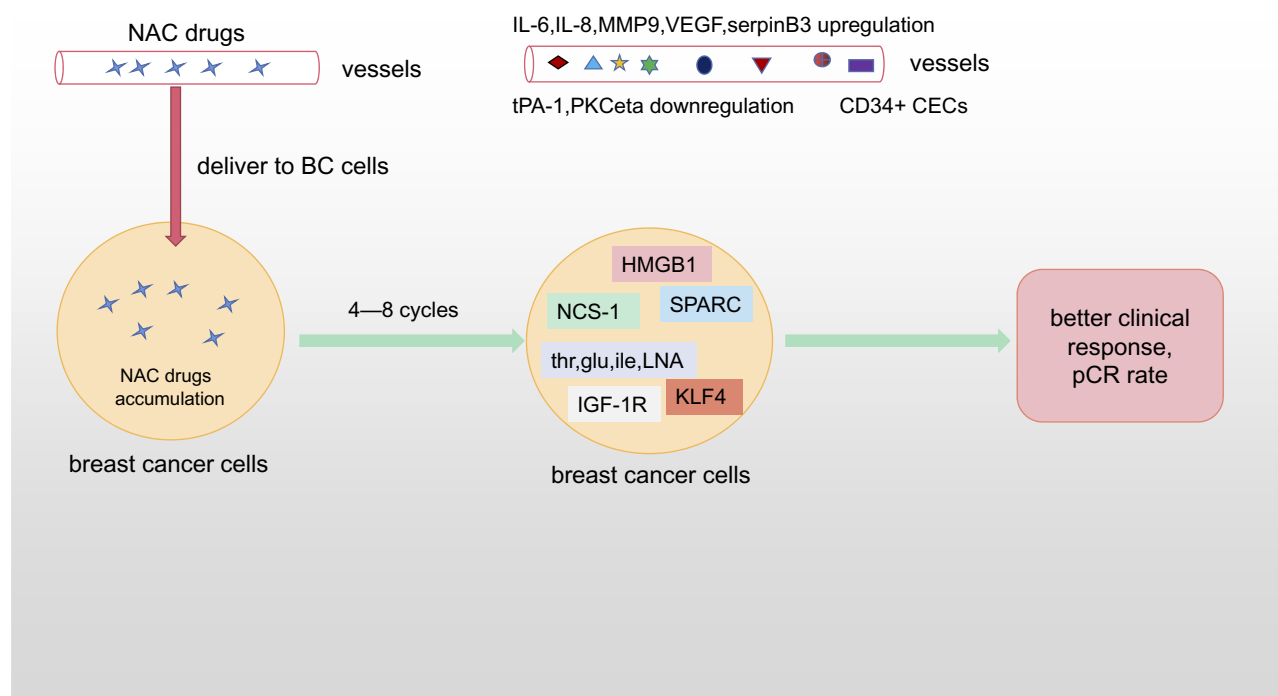 NAC drugs
vessels
IL-6,IL-8,MMP9,VEGF,serpinB3 upregulation
vessels
tPA-1,PKCeta downregulation
CD34+ CECs
deliver to BC cells
NAC drugs
accumulation
breast cancer cells
4—8 cycles
HMGB1
SPARC
NCS-1
thr,glu,ile,LNA
IGF-1R
KLF4
breast cancer cells
better clinical
response,
pCR rate